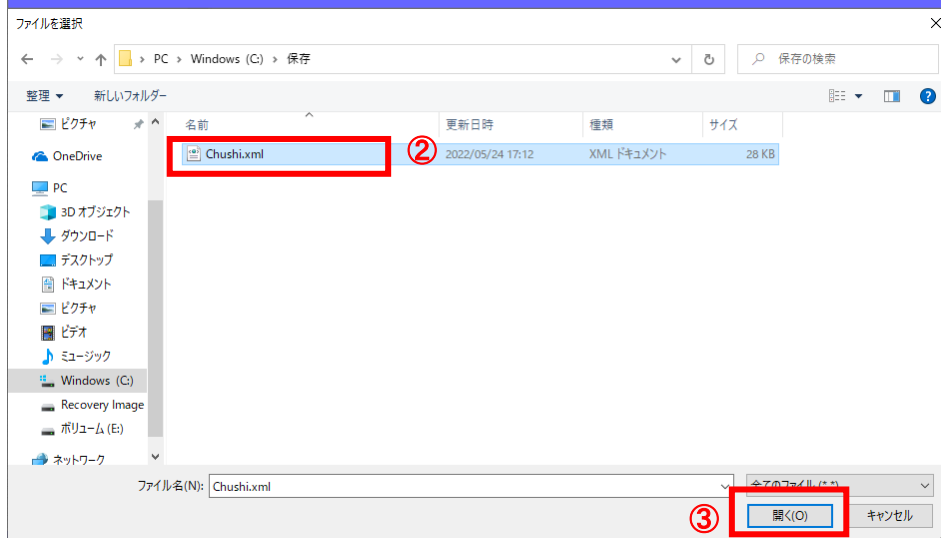 ファイルを選択
PC › Windows (C:) › 保存
保存の検索
整理 新しいフォルダー
ピクチャ
OneDrive
PC
3D オブジェクト
ダウンロード
デスクトップ
ドキュメント
ピクチャ
ビデオ
ミュージック
Windows (C:)
Recovery Image
ボリューム (E:)
ネットワーク
名前 更新日時 種類 サイズ
Chushi.xml ② 2022/05/24 17:12 XML ドキュメント 28 KB
ファイル名(N): Chushi.xml 全てのファイル (*.*)
③ 開く(O) キャンセル